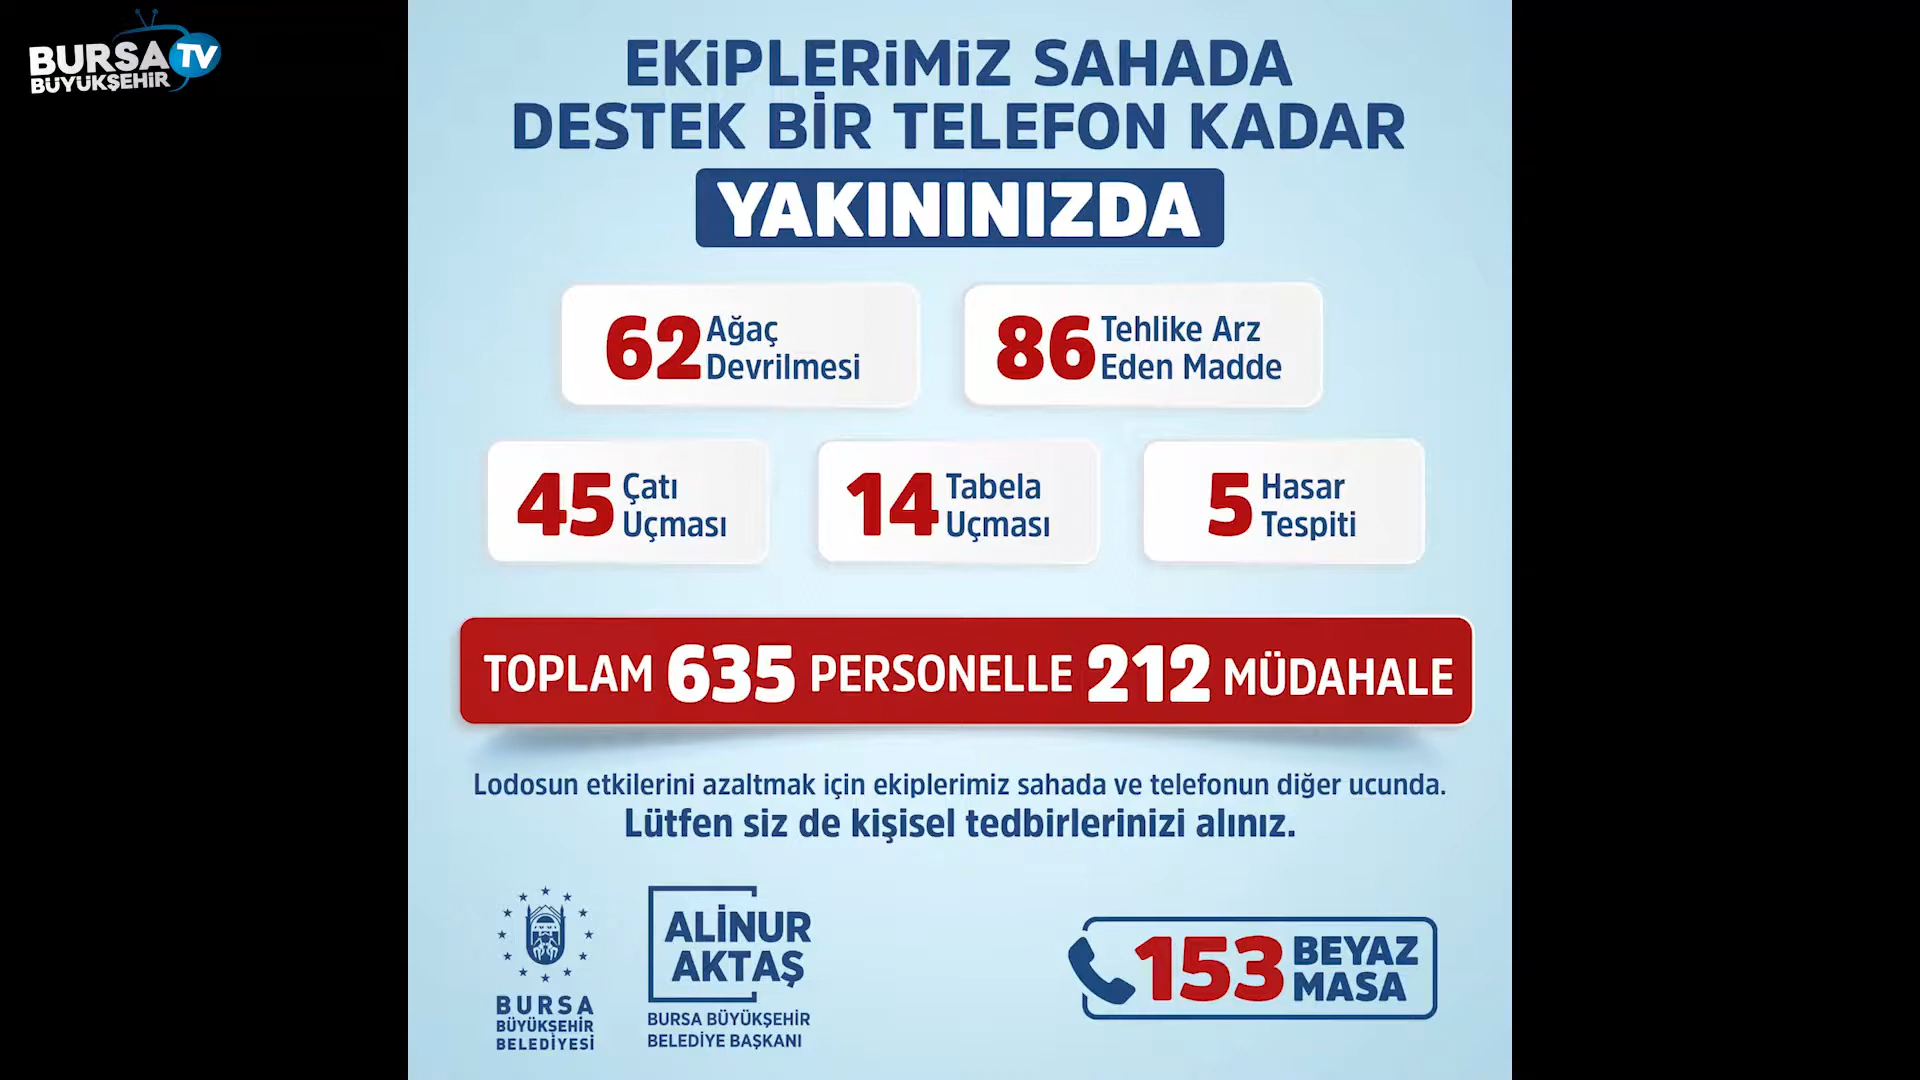 BURSA TV
BÜYÜKŞEHİR
EKİPLERİMİZ SAHADA
DESTEK BİR TELEFON KADAR
YAKINIZDA
62 Ağaç
Devrilmesi
86 Tehlike Arz
Eden Madde
45 Çatı
Uçması
14 Tabela
Uçması
5 Hasar
Tespiti
TOPLAM 635 PERSONELLE 212 MÜDAHALE
Lodosun etkilerini azaltmak için ekiplerimiz sahada ve telefonun diğer ucunda.
Lütfen siz de kişisel tedbirlerinizi alınız.
BURSA
BÜYÜKŞEHİR
BELEDİYESİ
ALİNUR
AKTAŞ
BURSA BÜYÜKŞEHİR
BELEDİYE BAŞKANI
153 BEYAZ
MASA